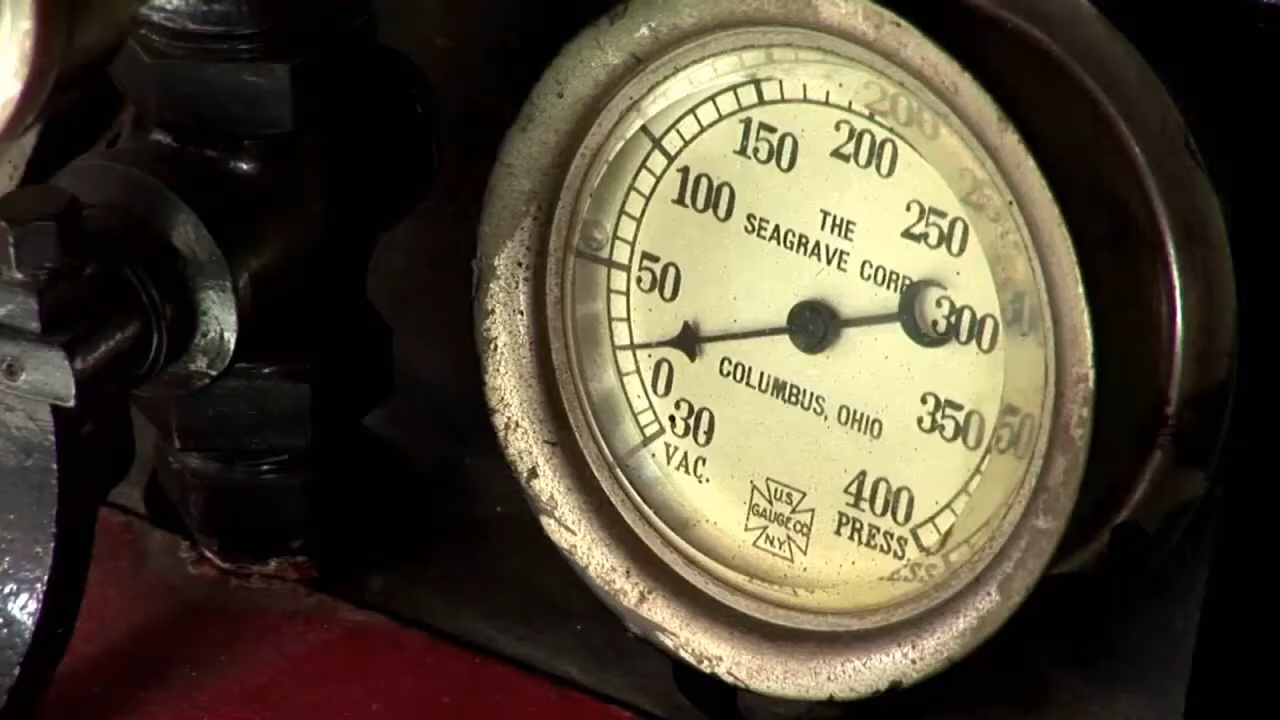 150 200
100 250
THE
SEAGRAVE CORP
50 300
0
COLUMBUS, OHIO
30 350
VAC. 400
PRESS.
U.S.
GAUGE CO
N.Y.